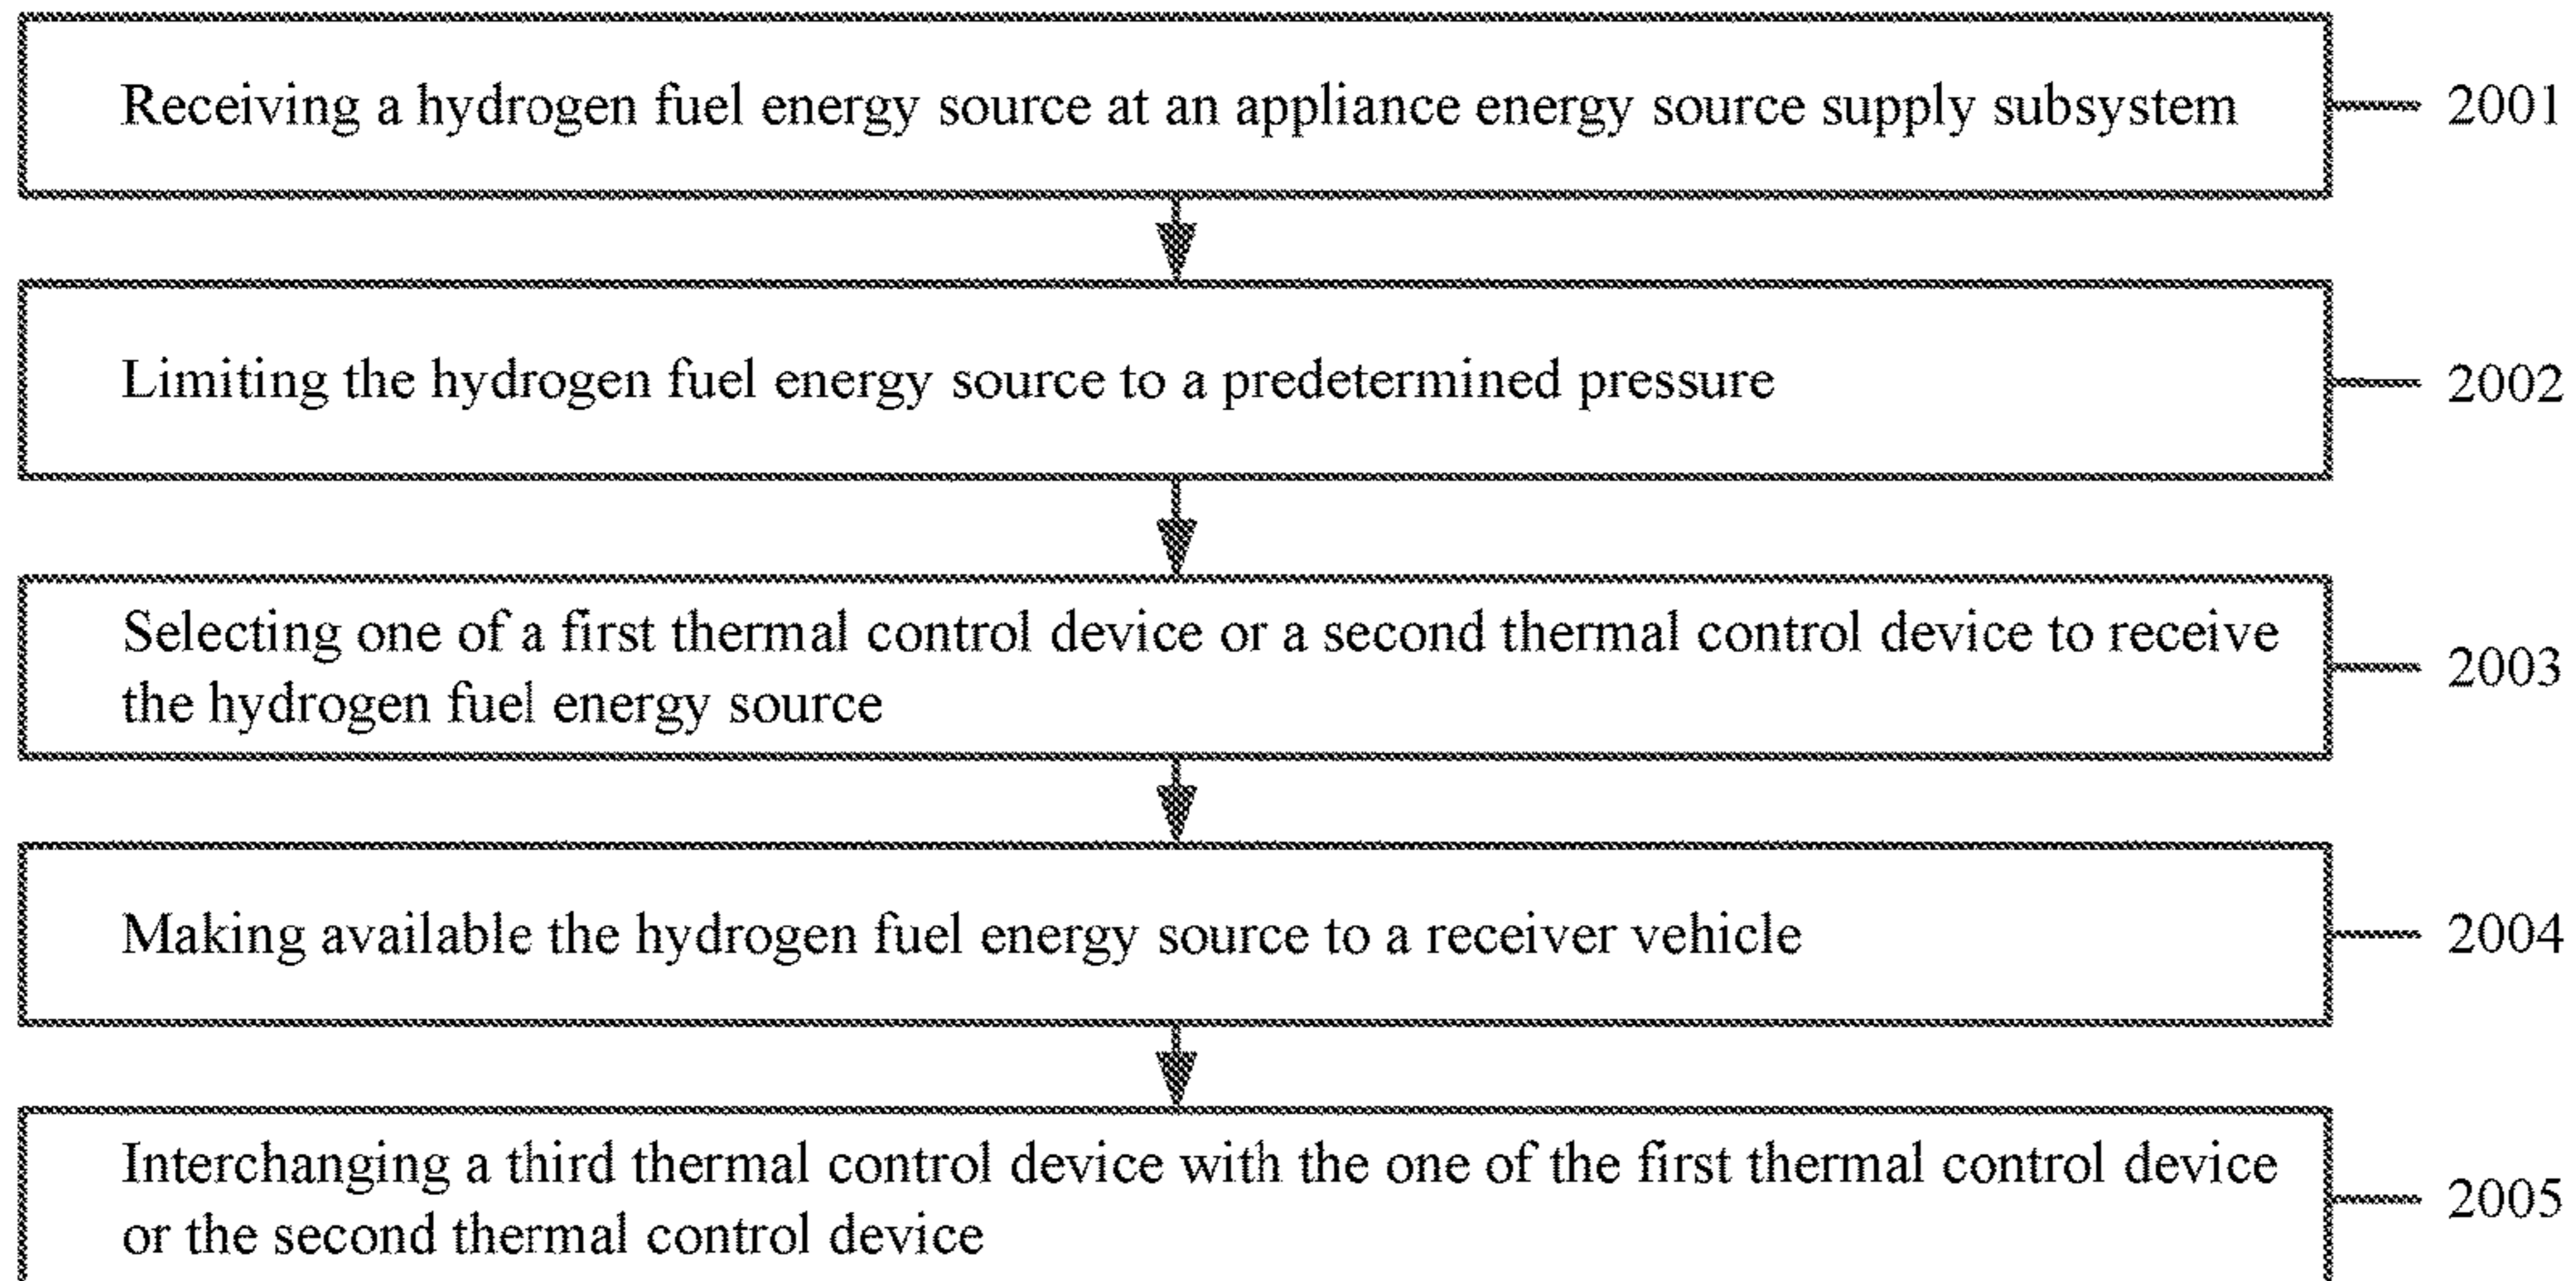 Receiving a hydrogen fuel energy source at an appliance energy source supply subsystem
2001
Limiting the hydrogen fuel energy source to a predetermined pressure
2002
Selecting one of a first thermal control device or a second thermal control device to receive
the hydrogen fuel energy source
2003
Making available the hydrogen fuel energy source to a receiver vehicle
2004
Interchanging a third thermal control device with the one of the first thermal control device
or the second thermal control device
2005